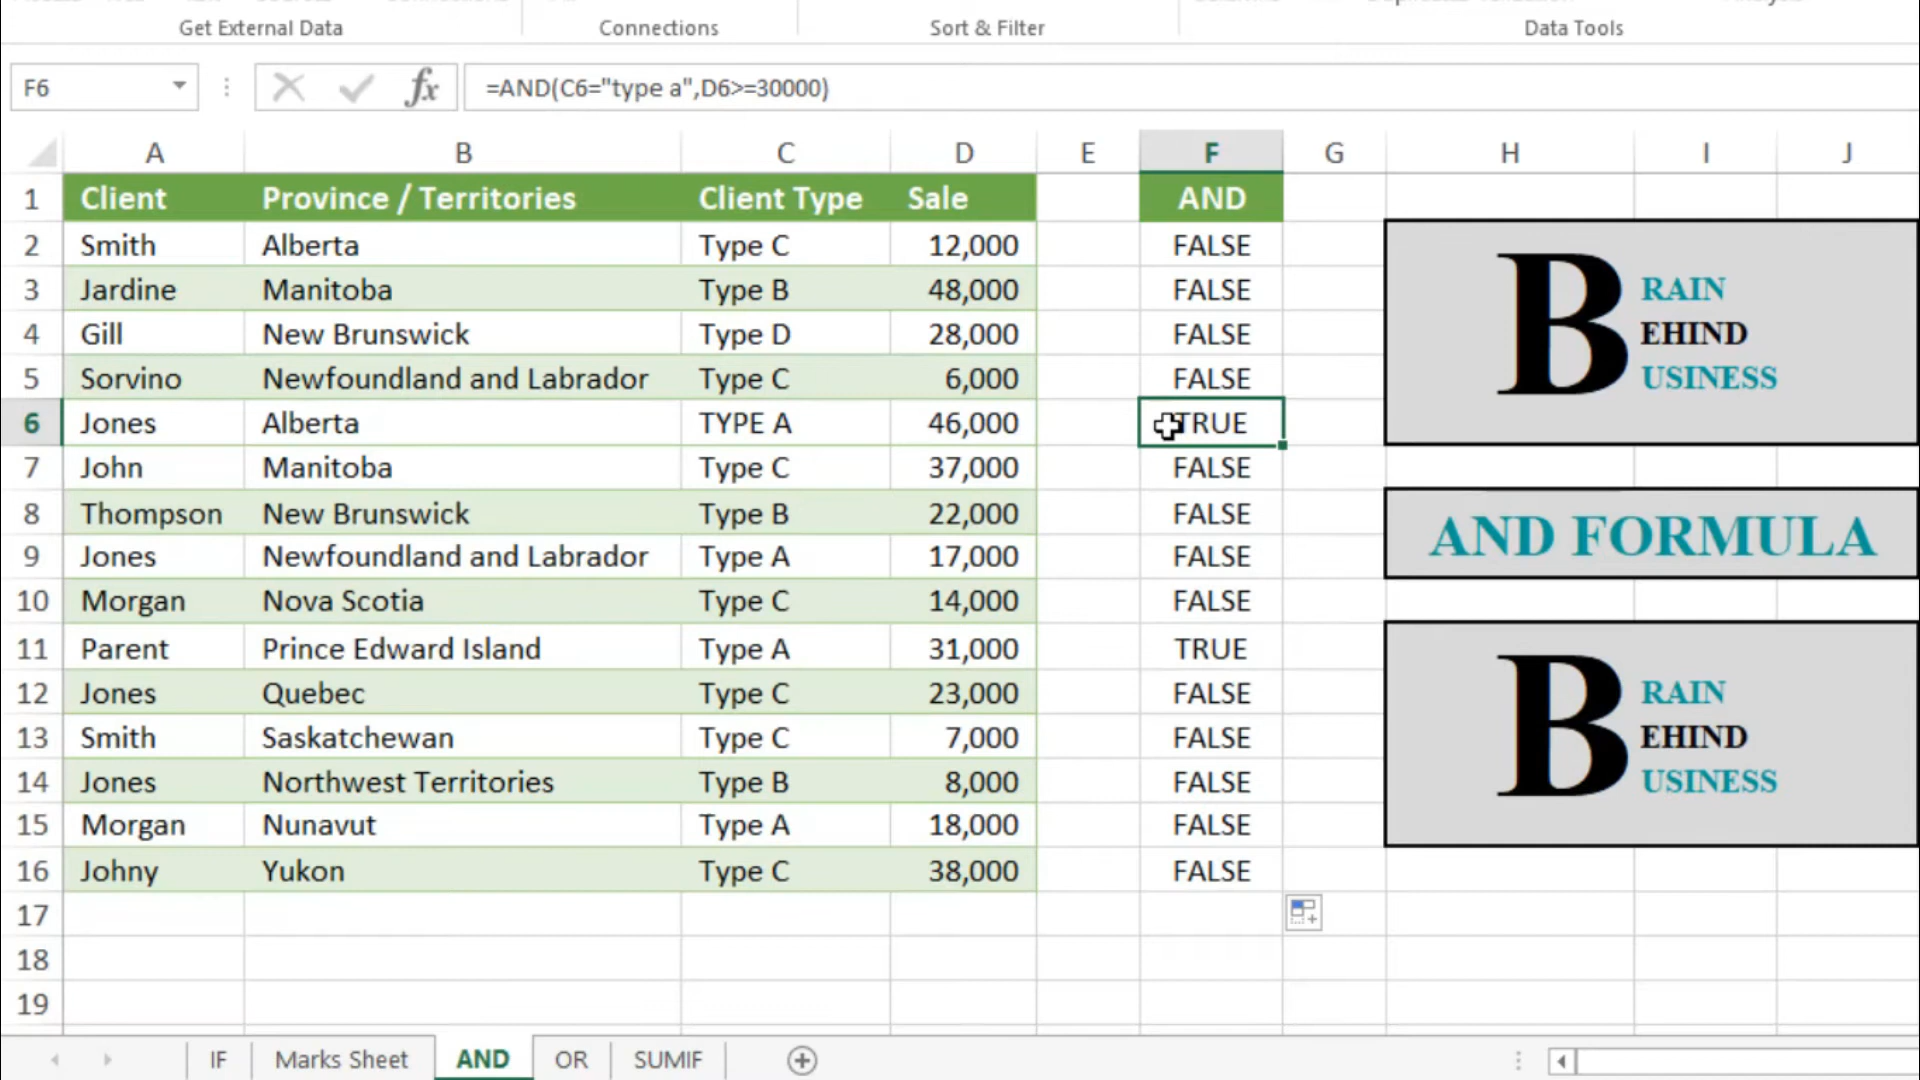 Get External Data Connections Sort & Filter Data Tools
F6 fx =AND(C6="type a",D6>=30000)
A B C D E F G H I J
1 Client Province / Territories Client Type Sale AND
2 Smith Alberta Type C 12,000 FALSE
3 Jardine Manitoba Type B 48,000 FALSE
4 Gill New Brunswick Type D 28,000 FALSE
5 Sorvino Newfoundland and Labrador Type C 6,000 FALSE
6 Jones Alberta TYPE A 46,000 TRUE
7 John Manitoba Type C 37,000 FALSE
8 Thompson New Brunswick Type B 22,000 FALSE
9 Jones Newfoundland and Labrador Type A 17,000 FALSE
10 Morgan Nova Scotia Type C 14,000 FALSE
11 Parent Prince Edward Island Type A 31,000 TRUE
12 Jones Quebec Type C 23,000 FALSE
13 Smith Saskatchewan Type C 7,000 FALSE
14 Jones Northwest Territories Type B 8,000 FALSE
15 Morgan Nunavut Type A 18,000 FALSE
16 Johny Yukon Type C 38,000 FALSE
17
18
19
BRAIN
BEHIND
BUSINESS
AND FORMULA
BRAIN
BEHIND
BUSINESS
IF Marks Sheet AND OR SUMIF